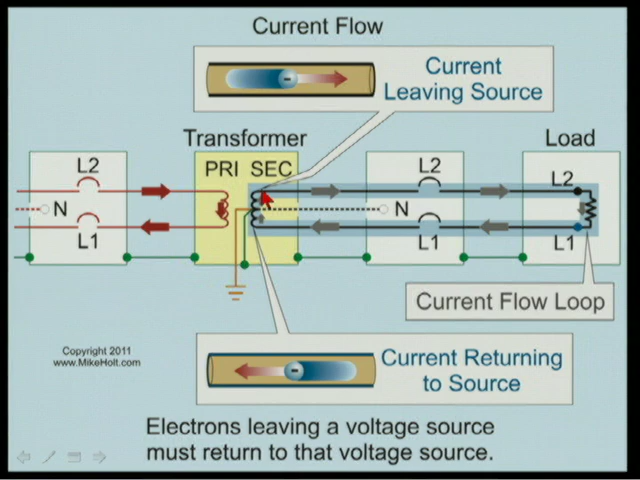 Current Flow
Current
Leaving Source
Transformer
Load
L2
PRI SEC
L2
L2
N
N
L1
L1
L1
Current Flow Loop
Copyright 2011
www.MikeHolt.com
Current Returning
to Source
Electrons leaving a voltage source
must return to that voltage source.